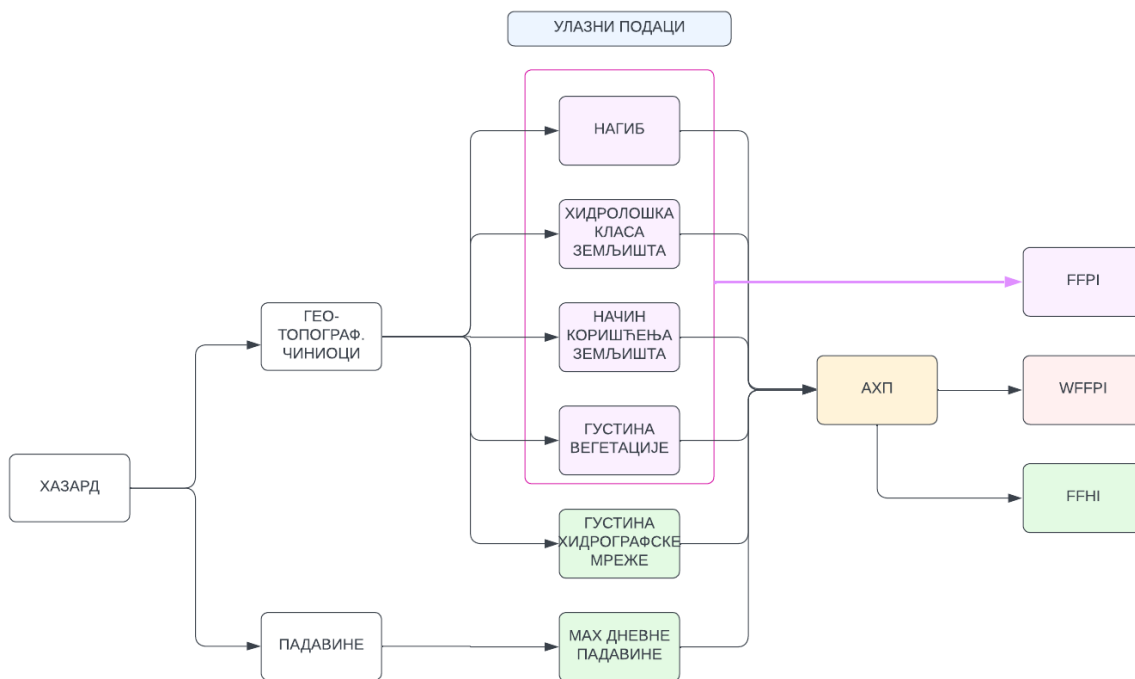 УЛАЗНИ ПОДАЦИ
НАГИБ
ХИДРОЛОШКА
КЛАСА
ЗЕМЉИШТА
FFPI
ГЕО-
ТОПОГРАФ.
ЧИНИОЦИ
НАЧИН
КОРИШЋЕЊА
ЗЕМЉИШТА
АХП
WFFPI
ГУСТИНА
ВЕГЕТАЦИЈЕ
ХАЗАРД
FFHI
ГУСТИНА
ХИДРОГРАФСКЕ
МРЕЖЕ
ПАДАВИНЕ
МАХ ДНЕВНЕ
ПАДАВИНЕ